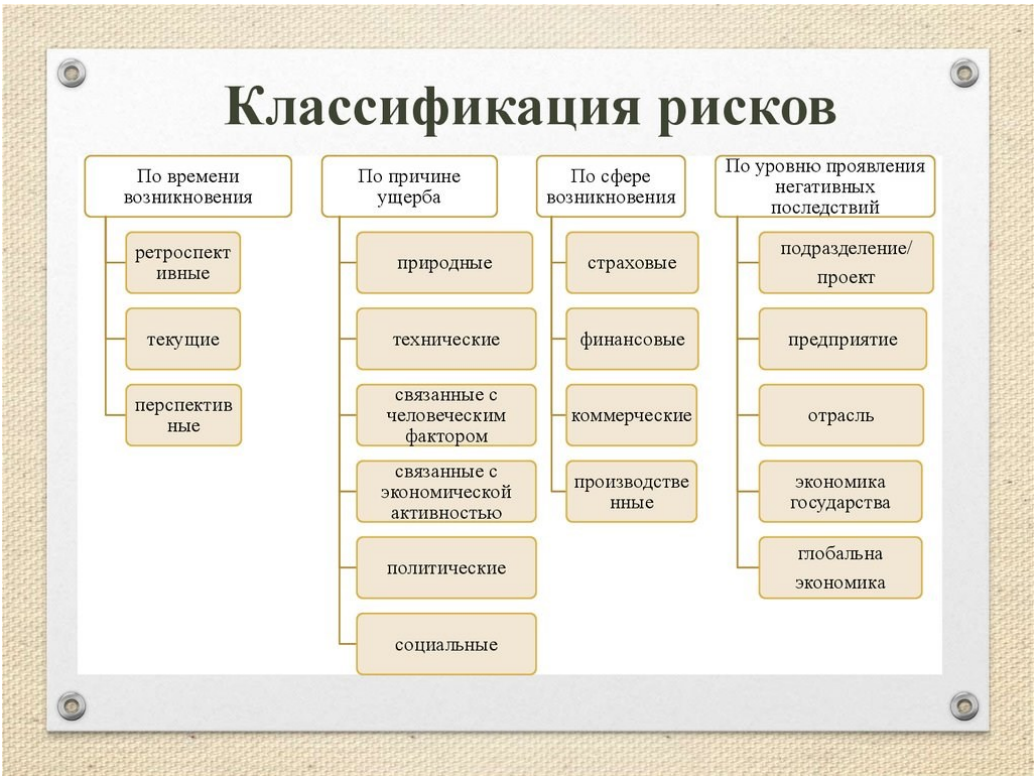 Классификация рисков
По времени
возникновения
ретроспект
ивные
текущие
перспектив
ные
По причине
ущерба
природные
технические
связанные с
человеческим
фактором
связанные с
экономической
активностью
политические
социальные
По сфере
возникновения
страховые
финансовые
коммерческие
производстве
нные
По уровню проявления
негативных
последствий
подразделение/
проект
предприятие
отрасль
экономика
государства
глобальна
экономика